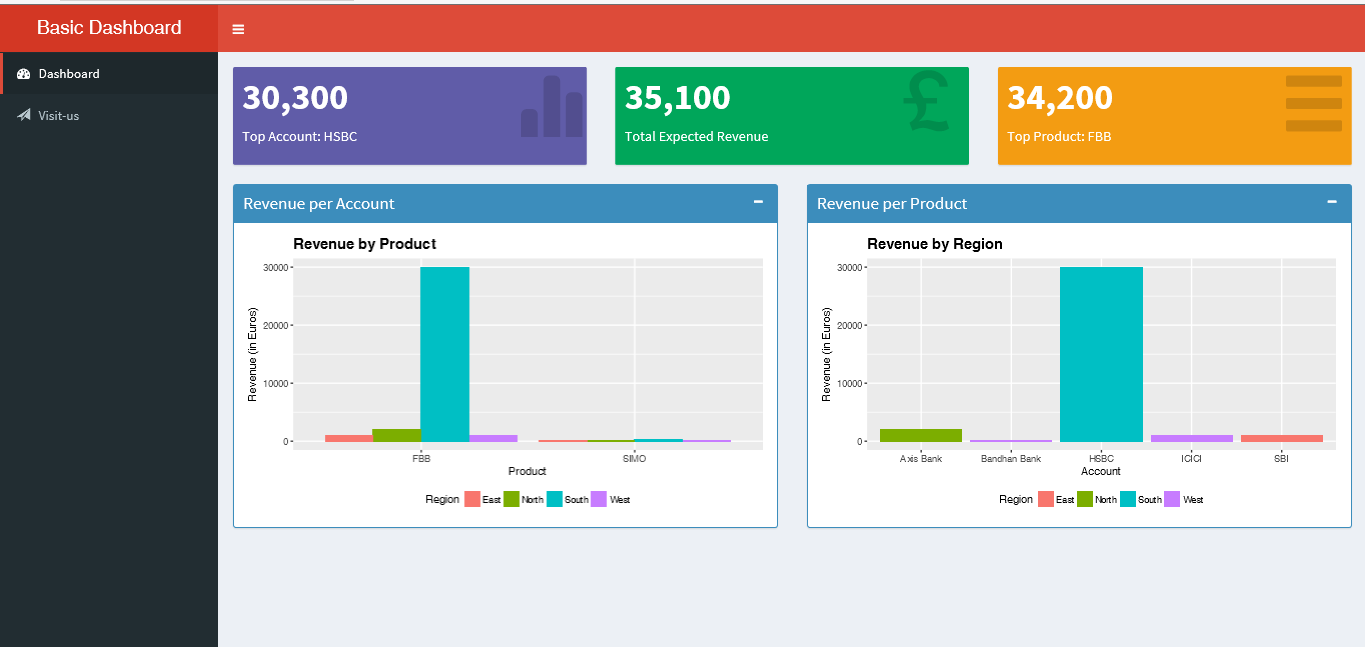 Basic Dashboard
Dashboard
Visit-us
30,300
Top Account: HSBC
35,100
£
Total Expected Revenue
34,200
Top Product: FBB
Revenue per Account
Revenue by Product
30000
20000
10000
0
Revenue (in Euros)
FBB SIMO
Product
Region East North South West
Revenue per Product
Revenue by Region
30000
20000
10000
0
Revenue (in Euros)
Axis Bank Bandhan Bank HSBC ICICI SBI
Account
Region East North South West